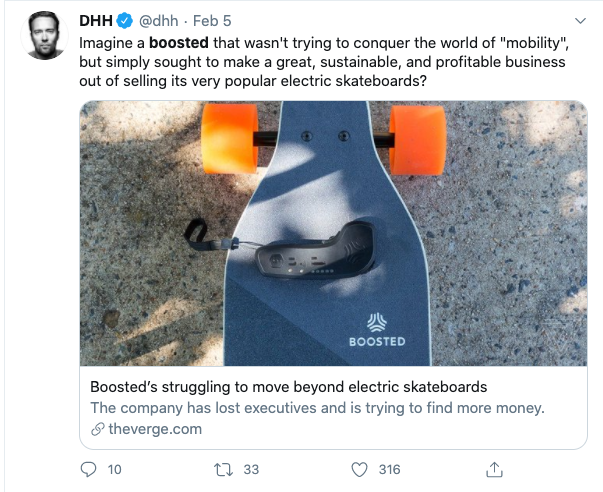 DHH @dhh · Feb 5
Imagine a boosted that wasn't trying to conquer the world of "mobility",
but simply sought to make a great, sustainable, and profitable business
out of selling its very popular electric skateboards?
BOOSTED
Boosted's struggling to move beyond electric skateboards
The company has lost executives and is trying to find more money.
theverge.com
10 33 316